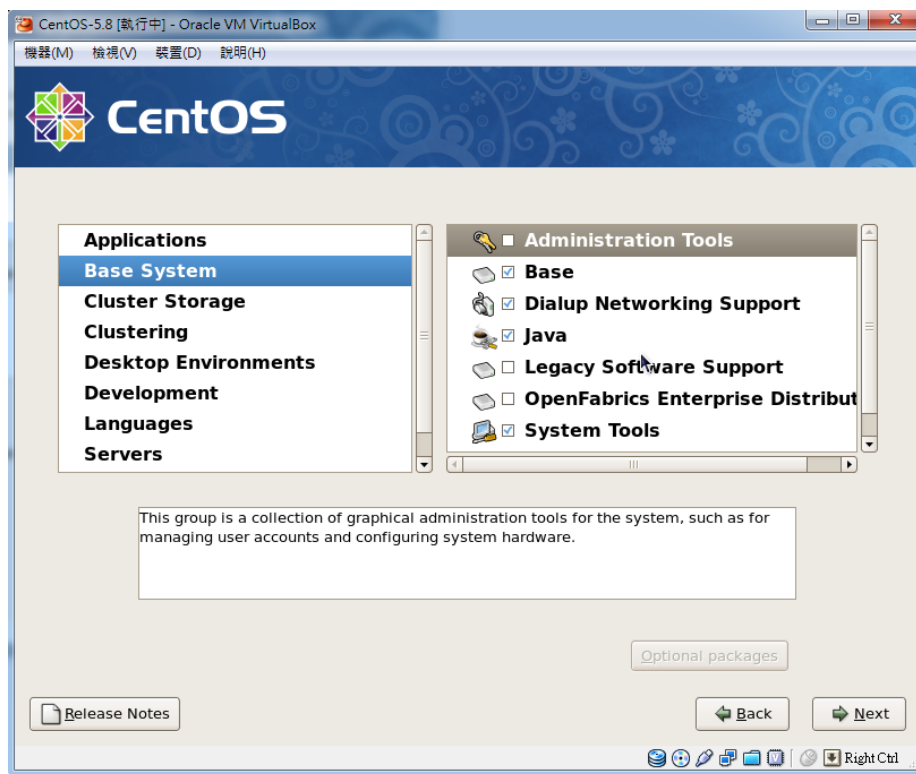 CentOS-5.8 [執行中] - Oracle VM VirtualBox
機器(M) 檢視(V) 裝置(D) 說明(H)
CentOS
Applications
Base System
Cluster Storage
Clustering
Desktop Environments
Development
Languages
Servers
Administration Tools
Base
Dialup Networking Support
Java
Legacy Software Support
OpenFabrics Enterprise Distribut
System Tools
This group is a collection of graphical administration tools for the system, such as for
managing user accounts and configuring system hardware.
Optional packages
Release Notes
Back
Next
Right Ctrl